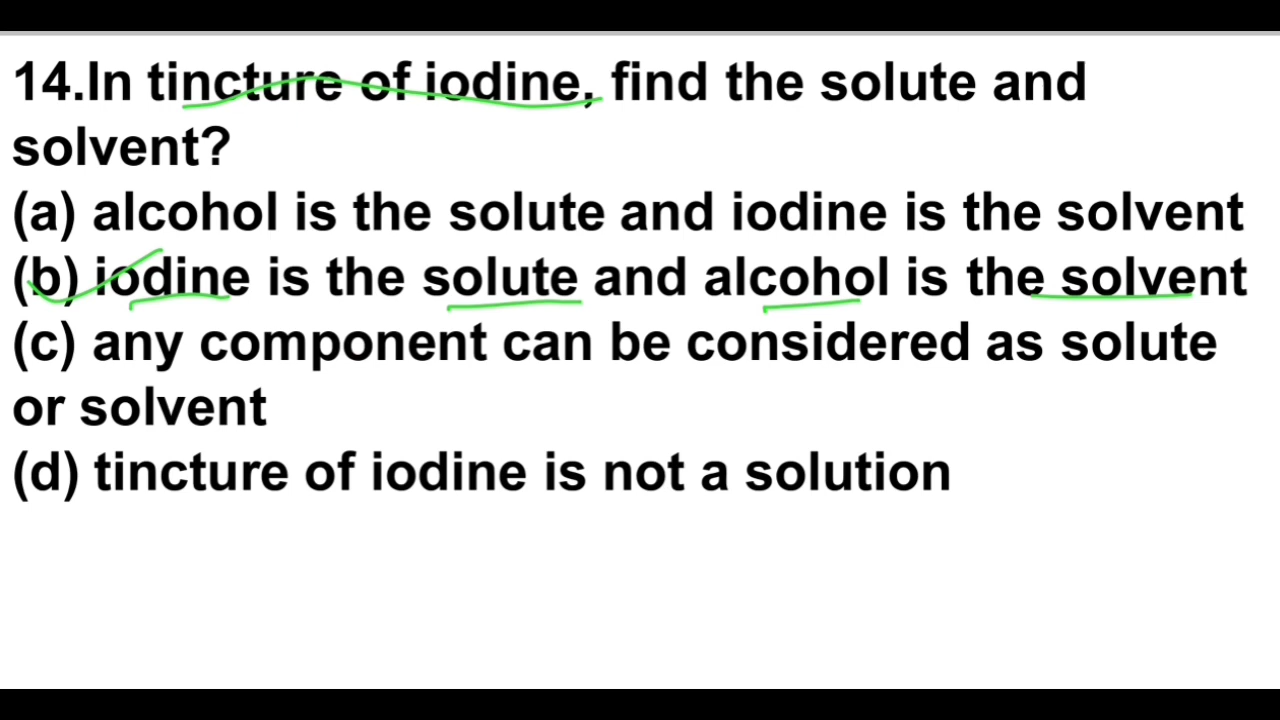 14.In tincture of iodine, find the solute and
solvent?
(a) alcohol is the solute and iodine is the solvent
(b) iodine is the solute and alcohol is the solvent
(c) any component can be considered as solute
or solvent
(d) tincture of iodine is not a solution